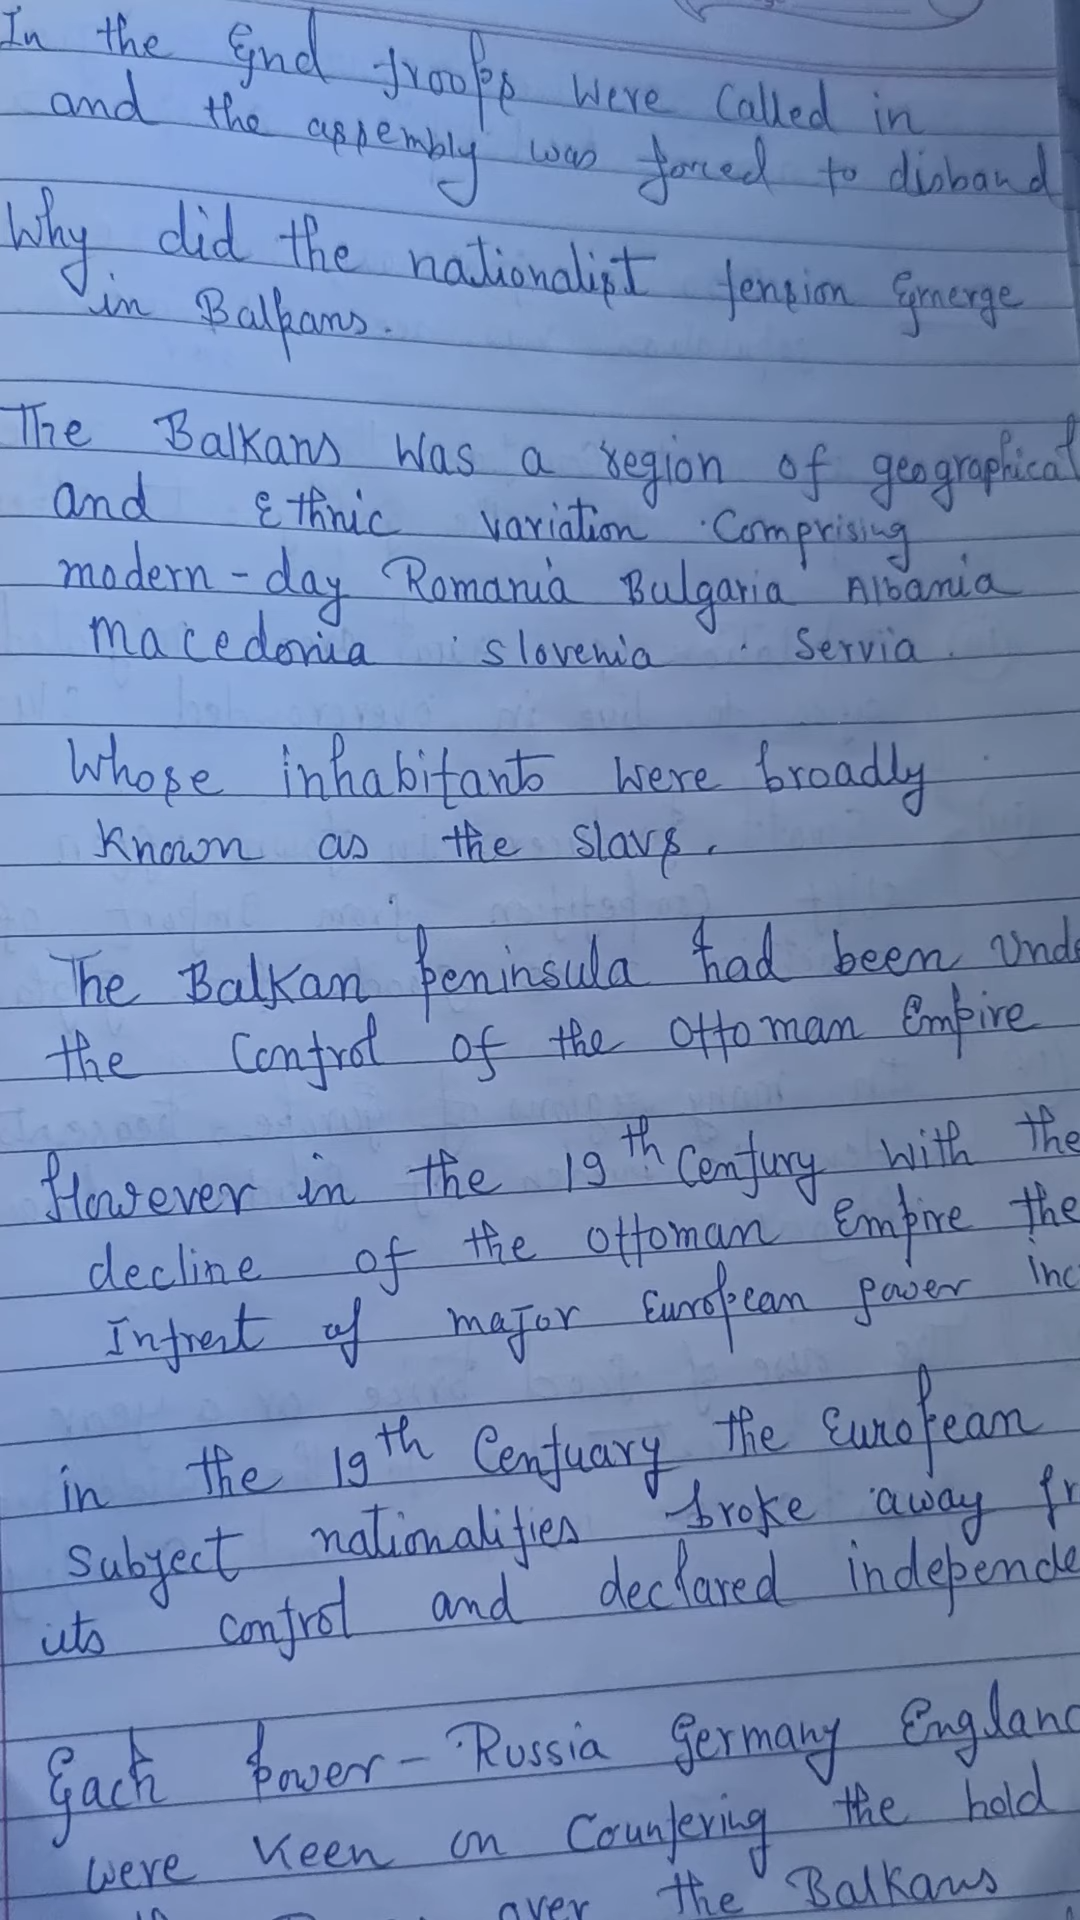 In the End troops were called in
and the assembly was forced to disband
Why did the nationalist tension Emerge
in Balkans.
The Balkans was a region of geographical
and Ethnic variation Comprising
modern-day Romania Bulgaria Albania
Macedonia slovenia Servia.
Whose inhabitants were broadly
Known as the slavs.
The Balkan peninsula had been Unde
the Control of the Ottoman Empire
However in the 19th Century with the
decline of the Ottoman Empire the
Intrest of major European power inc
in the 19th Centuary the European
subject nationalities broke away fr
its control and declared independe
Each power - Russia Germany England
were Keen on Countering the hold
over the Balkans